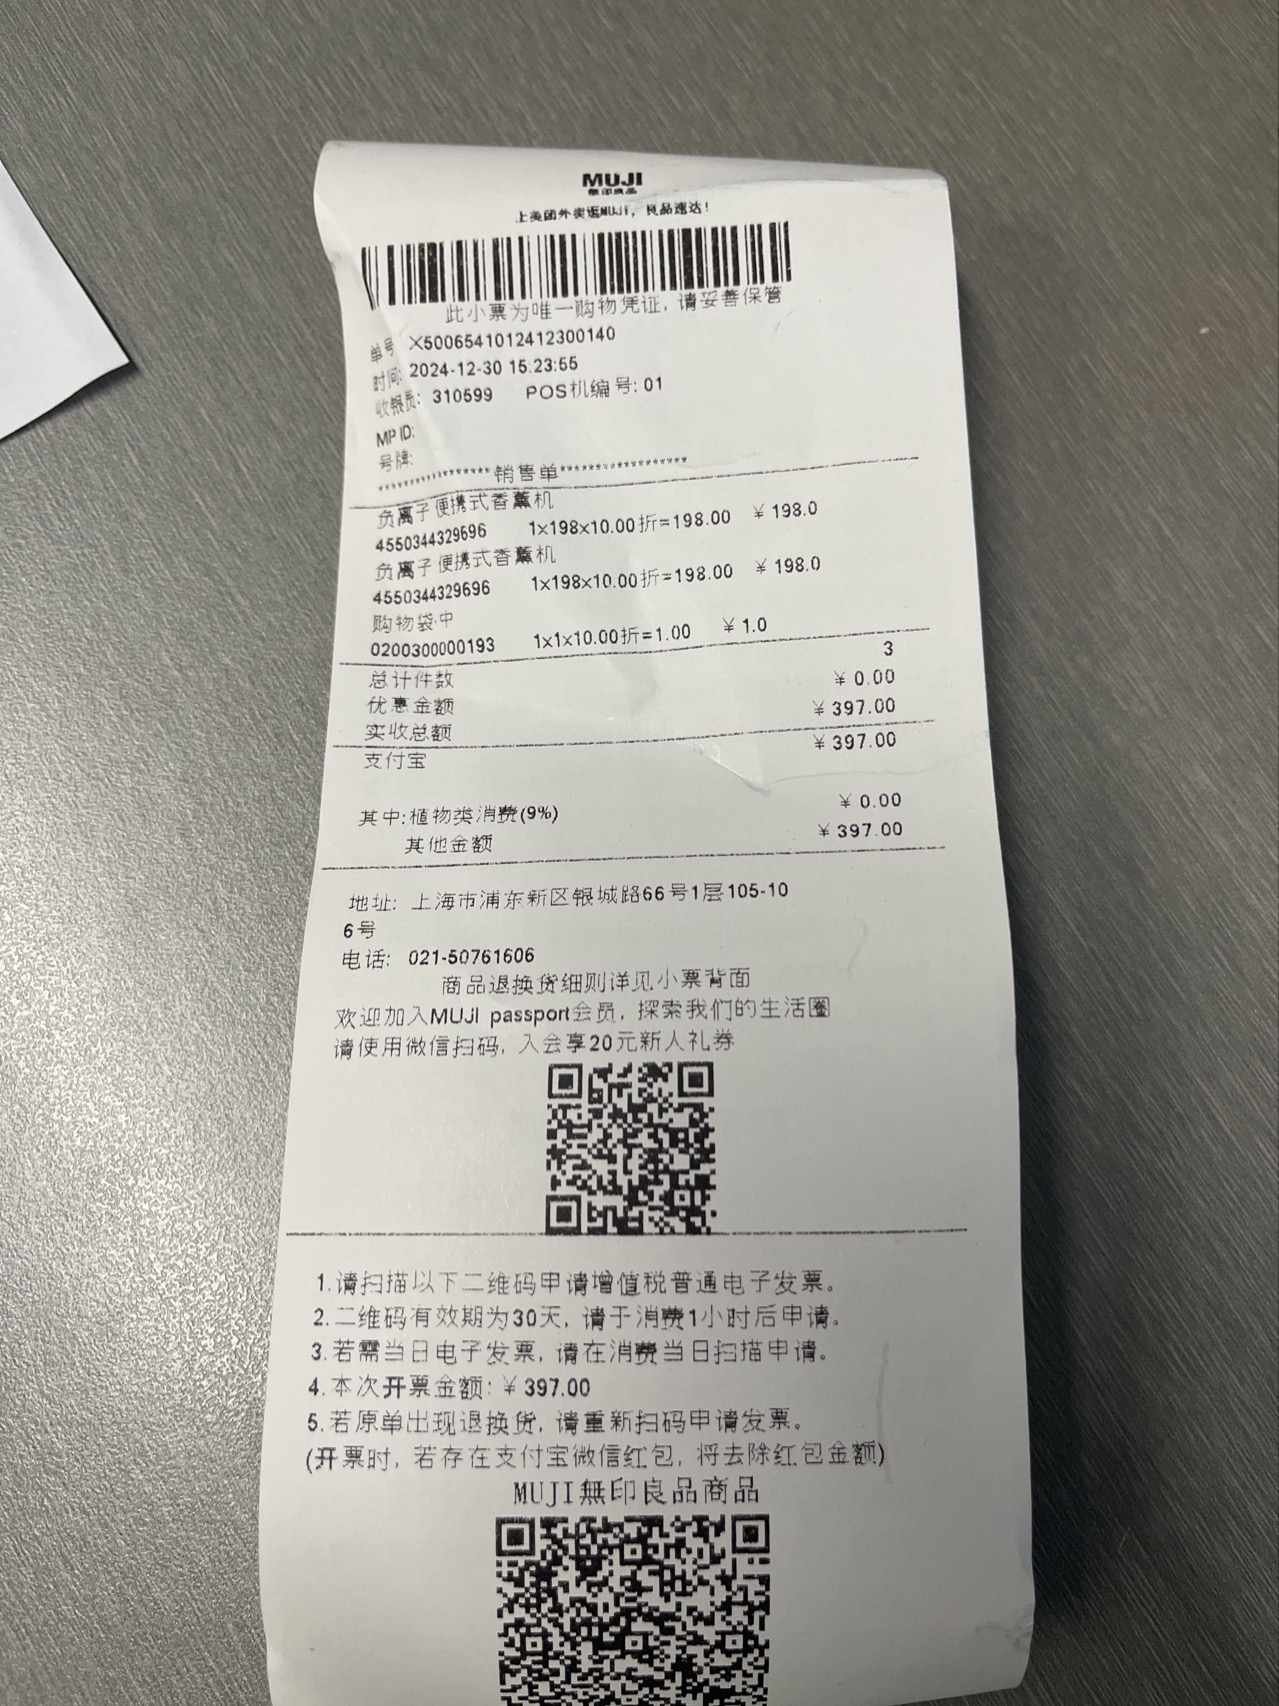 MUJI
無印良品
上美团外卖逛MUJI，良品速达！
此小票为唯一购物凭证, 请妥善保管
单号: X5006541012412300140
时间: 2024-12-30 15:23:55
收银员: 310599 POS机编号: 01
MP ID:
号牌:
******************销售单******************
负离子便携式香薰机
4550344329696 1×198×10.00折=198.00 ￥198.0
负离子便携式香薰机
4550344329696 1×198×10.00折=198.00 ￥198.0
购物袋.中
0200300000193 1x1x10.00折=1.00 ￥1.0
总计件数 3
优惠金额 ￥0.00
实收总额 ￥397.00
支付宝 ￥397.00
其中:植物类消费(9%) ￥0.00
其他金额 ￥397.00
地址: 上海市浦东新区银城路66号1层105-10
6号
电话: 021-50761606
商品退换货细则详见小票背面
欢迎加入MUJI passport会员, 探索我们的生活圈
请使用微信扫码, 入会享20元新人礼券
1.请扫描以下二维码申请增值税普通电子发票。
2.二维码有效期为30天, 请于消费1小时后申请。
3.若需当日电子发票, 请在消费当日扫描申请。
4.本次开票金额: ￥397.00
5.若原单出现退换货, 请重新扫码申请发票。
(开票时, 若存在支付宝微信红包, 将去除红包金额)
MUJI無印良品商品